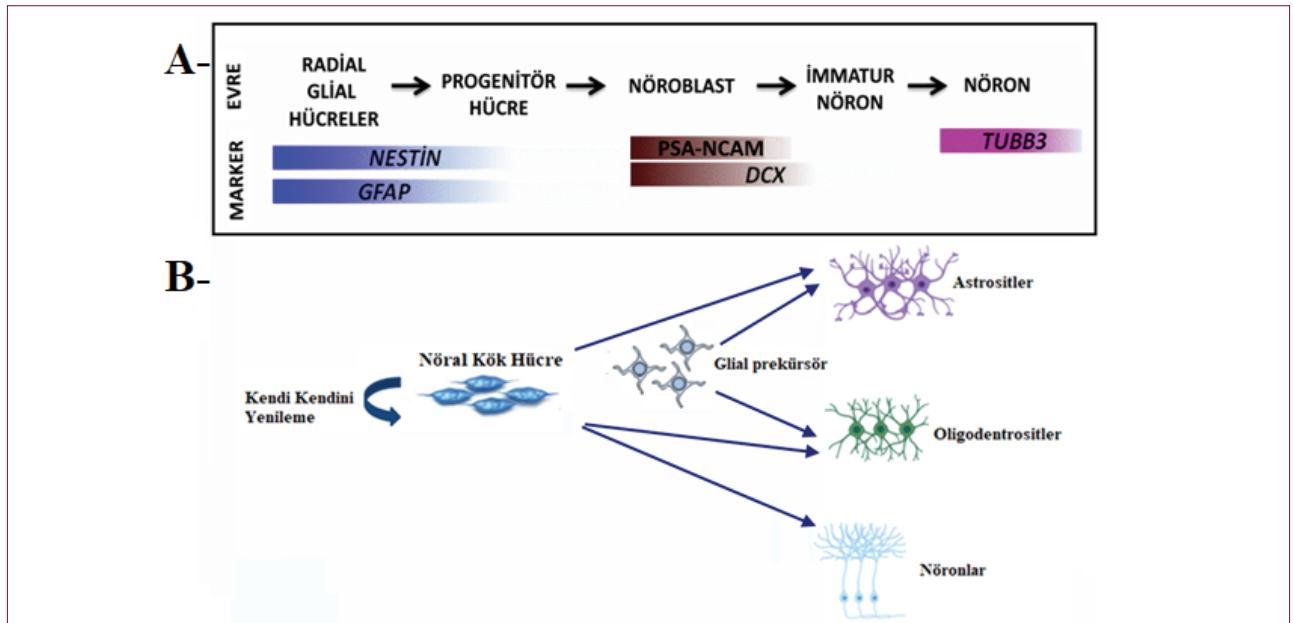 A-
EVRE
RADİAL
GLİAL
HÜCRELER
PROGENİTÖR
HÜCRE
NÖROBLAST
İMMATUR
NÖRON
NÖRON
MARKER
NESTİN
GFAP
PSA-NCAM
DCX
TUBB3
B-
Astrositler
Nöral Kök Hücre
Glial prekürsör
Kendi Kendini
Yenileme
Oligodentrositler
Nöronlar